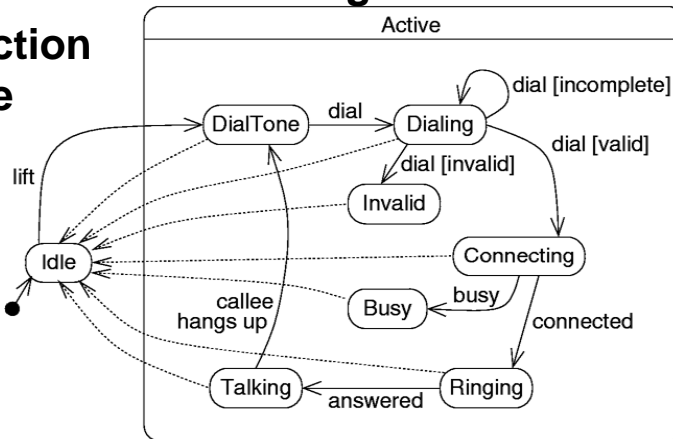 ction
e
Active
dial [incomplete]
DialTone
dial
Dialing
dial [valid]
dial [invalid]
lift
Invalid
Idle
Connecting
callee
hangs up
Busy
busy
connected
Talking
answered
Ringing